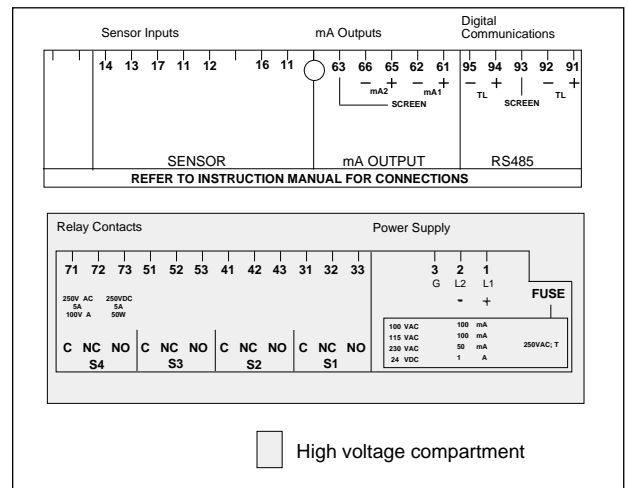 Sensor Inputs mA Outputs Digital Communications
14 13 17 11 12 16 11 63 66 65 62 61 95 94 93 92 91
− + − + − + − +
mA2 mA1 TL SCREEN TL
SCREEN
SENSOR mA OUTPUT RS485
REFER TO INSTRUCTION MANUAL FOR CONNECTIONS
Relay Contacts Power Supply
71 72 73 51 52 53 41 42 43 31 32 33 3 2 1
G L2 L1
- +
FUSE
250V AC 250VDC
5A 5A
100V A 50W
100 VAC 100 mA
115 VAC 100 mA
230 VAC 50 mA
24 VDC 1 A
250VAC; T
C NC NO C NC NO C NC NO C NC NO
S4 S3 S2 S1
High voltage compartment